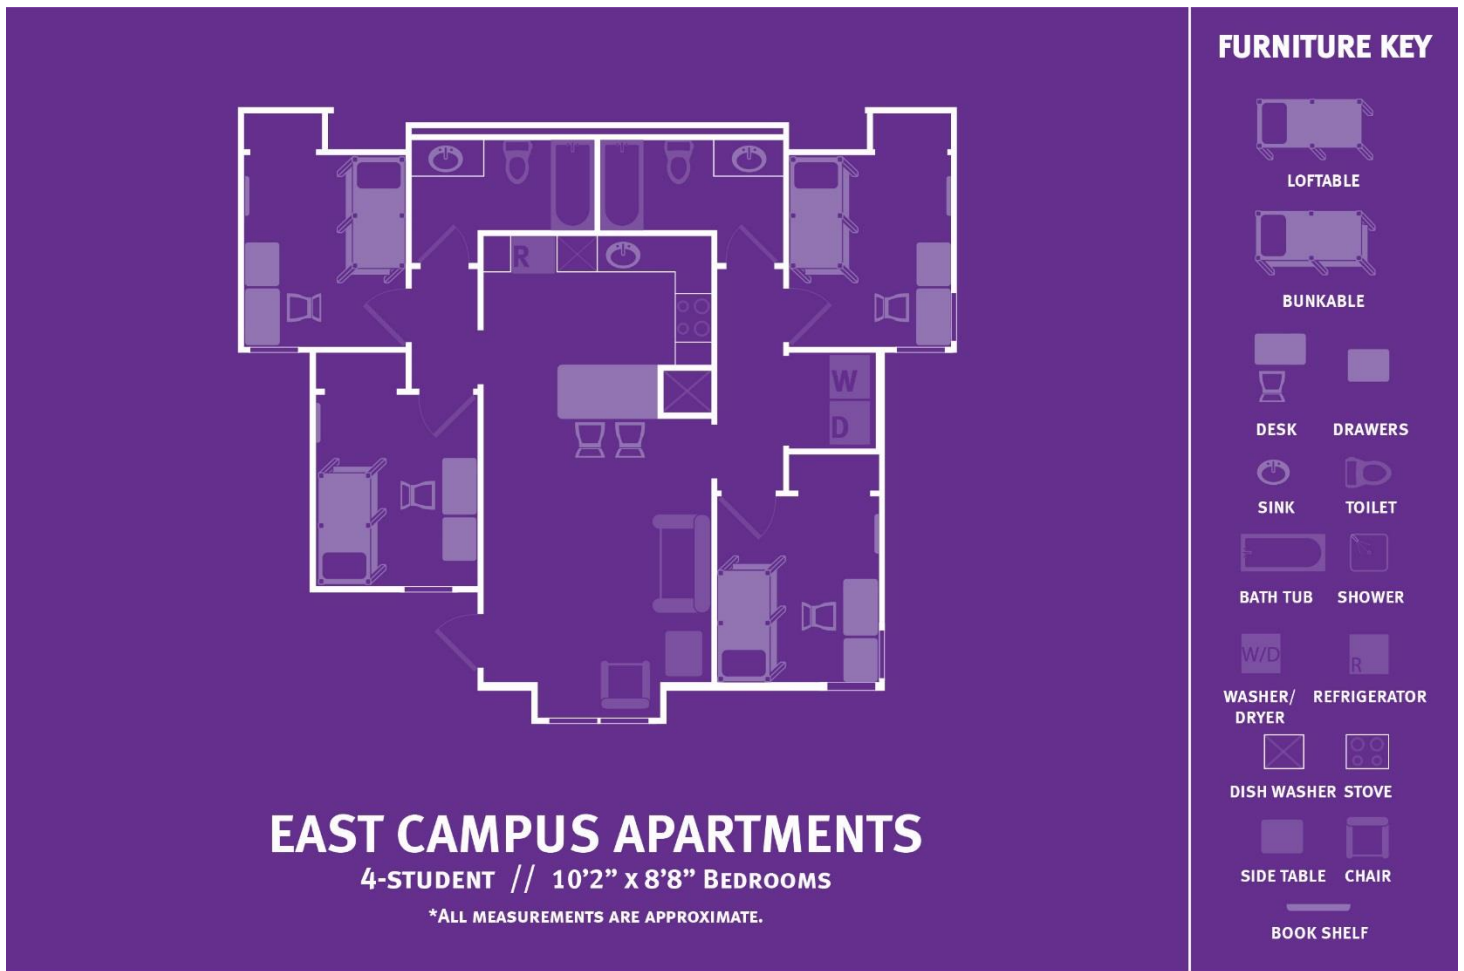 FURNITURE KEY
LOFTABLE
BUNKABLE
DESK DRAWERS
SINK TOILET
BATH TUB SHOWER
W/D R
WASHER/ REFRIGERATOR
DRYER
DISH WASHER STOVE
SIDE TABLE CHAIR
BOOK SHELF
R
W
D
EAST CAMPUS APARTMENTS
4-STUDENT // 10'2" X 8'8" BEDROOMS
*ALL MEASUREMENTS ARE APPROXIMATE.